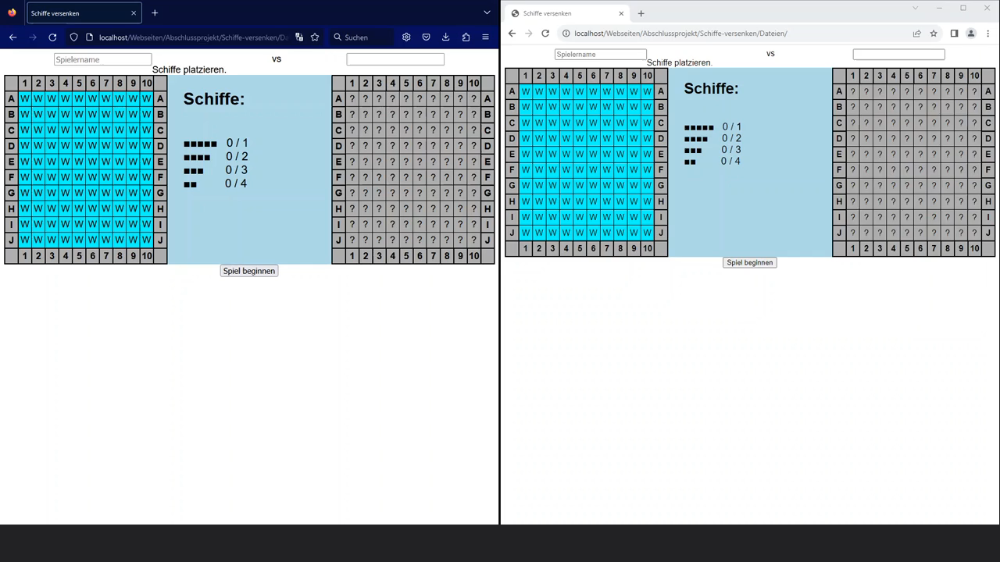 Schiffe versenken
localhost/Webseiten/Abschlussprojekt/Schiffe-versenken/Da
Suchen
Spielername
vs
Schiffe platzieren.
1 2 3 4 5 6 7 8 9 10
A W W W W W W W W W W A
B W W W W W W W W W W B
C W W W W W W W W W W C
D W W W W W W W W W W D
E W W W W W W W W W W E
F W W W W W W W W W W F
G W W W W W W W W W W G
H W W W W W W W W W W H
I W W W W W W W W W W I
J W W W W W W W W W W J
1 2 3 4 5 6 7 8 9 10
Schiffe:
■■■■■ 0 / 1
■■■■ 0 / 2
■■■ 0 / 3
■■ 0 / 4
1 2 3 4 5 6 7 8 9 10
A ? ? ? ? ? ? ? ? ? ? A
B ? ? ? ? ? ? ? ? ? ? B
C ? ? ? ? ? ? ? ? ? ? C
D ? ? ? ? ? ? ? ? ? ? D
E ? ? ? ? ? ? ? ? ? ? E
F ? ? ? ? ? ? ? ? ? ? F
G ? ? ? ? ? ? ? ? ? ? G
H ? ? ? ? ? ? ? ? ? ? H
I ? ? ? ? ? ? ? ? ? ? I
J ? ? ? ? ? ? ? ? ? ? J
1 2 3 4 5 6 7 8 9 10
Spiel beginnen
Schiffe versenken
localhost/Webseiten/Abschlussprojekt/Schiffe-versenken/Dateien/
Spielername
vs
Schiffe platzieren.
1 2 3 4 5 6 7 8 9 10
A W W W W W W W W W W A
B W W W W W W W W W W B
C W W W W W W W W W W C
D W W W W W W W W W W D
E W W W W W W W W W W E
F W W W W W W W W W W F
G W W W W W W W W W W G
H W W W W W W W W W W H
I W W W W W W W W W W I
J W W W W W W W W W W J
1 2 3 4 5 6 7 8 9 10
Schiffe:
■■■■■ 0 / 1
■■■■ 0 / 2
■■■ 0 / 3
■■ 0 / 4
1 2 3 4 5 6 7 8 9 10
A ? ? ? ? ? ? ? ? ? ? A
B ? ? ? ? ? ? ? ? ? ? B
C ? ? ? ? ? ? ? ? ? ? C
D ? ? ? ? ? ? ? ? ? ? D
E ? ? ? ? ? ? ? ? ? ? E
F ? ? ? ? ? ? ? ? ? ? F
G ? ? ? ? ? ? ? ? ? ? G
H ? ? ? ? ? ? ? ? ? ? H
I ? ? ? ? ? ? ? ? ? ? I
J ? ? ? ? ? ? ? ? ? ? J
1 2 3 4 5 6 7 8 9 10
Spiel beginnen